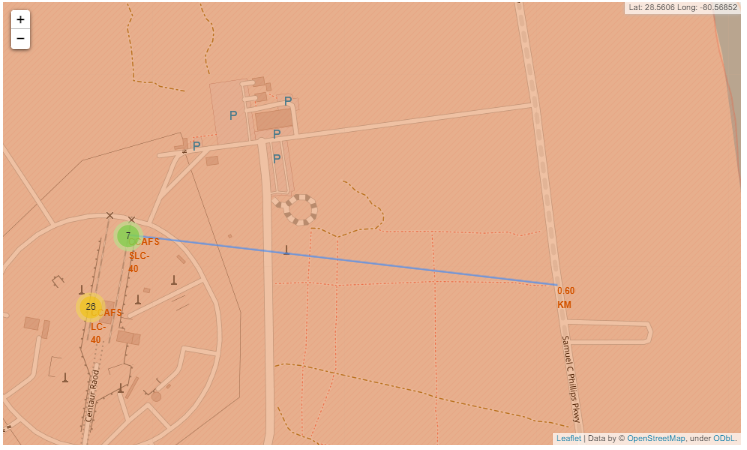 +
−
Lat: 28.5606 Long: -80.56852
P
P
P
P
P
7
AFS
SLC-
40
26
AFS
LC-
40
0.60
KM
Centaur Raod
Samuel C Phillips Pkwy
Leaflet | Data by © OpenStreetMap, under ODbL.